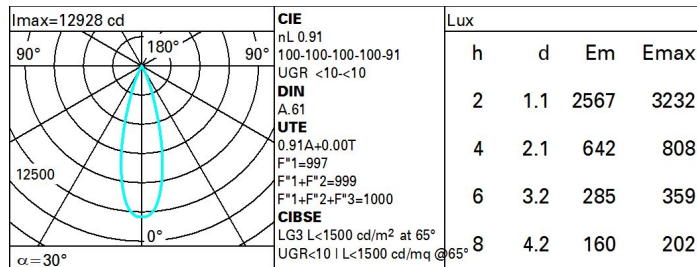 Imax=12928 cd
90° 180° 90°
12500
0°
α=30°
CIE
nL 0.91
100-100-100-100-91
UGR <10-<10
DIN
A.61
UTE
0.91A+0.00T
F"1=997
F"1+F"2=999
F"1+F"2+F"3=1000
CIBSE
LG3 L<1500 cd/m² at 65°
UGR<10 | L<1500 cd/mq @65°
Lux
h d Em Emax
2 1.1 2567 3232
4 2.1 642 808
6 3.2 285 359
8 4.2 160 202